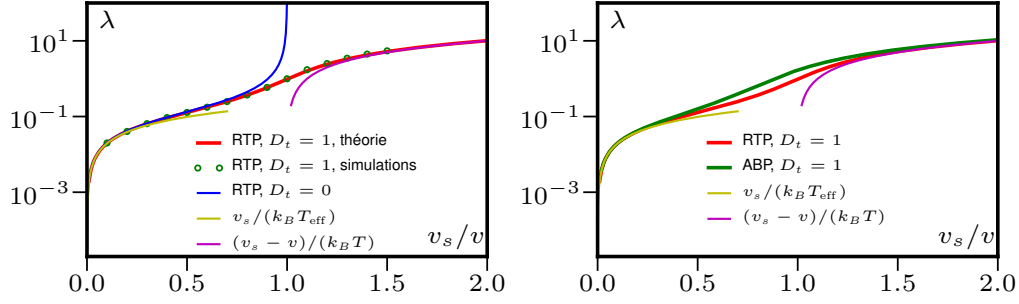 λ
10^1
10^{-1}
10^{-3}
RTP, D_t = 1, théorie
RTP, D_t = 1, simulations
RTP, D_t = 0
v_s/(k_B T_eff)
(v_s − v)/(k_B T)
v_s/v
0.0 0.5 1.0 1.5 2.0
λ
10^1
10^{-1}
10^{-3}
RTP, D_t = 1
ABP, D_t = 1
v_s/(k_B T_eff)
(v_s − v)/(k_B T)
v_s/v
0.0 0.5 1.0 1.5 2.0